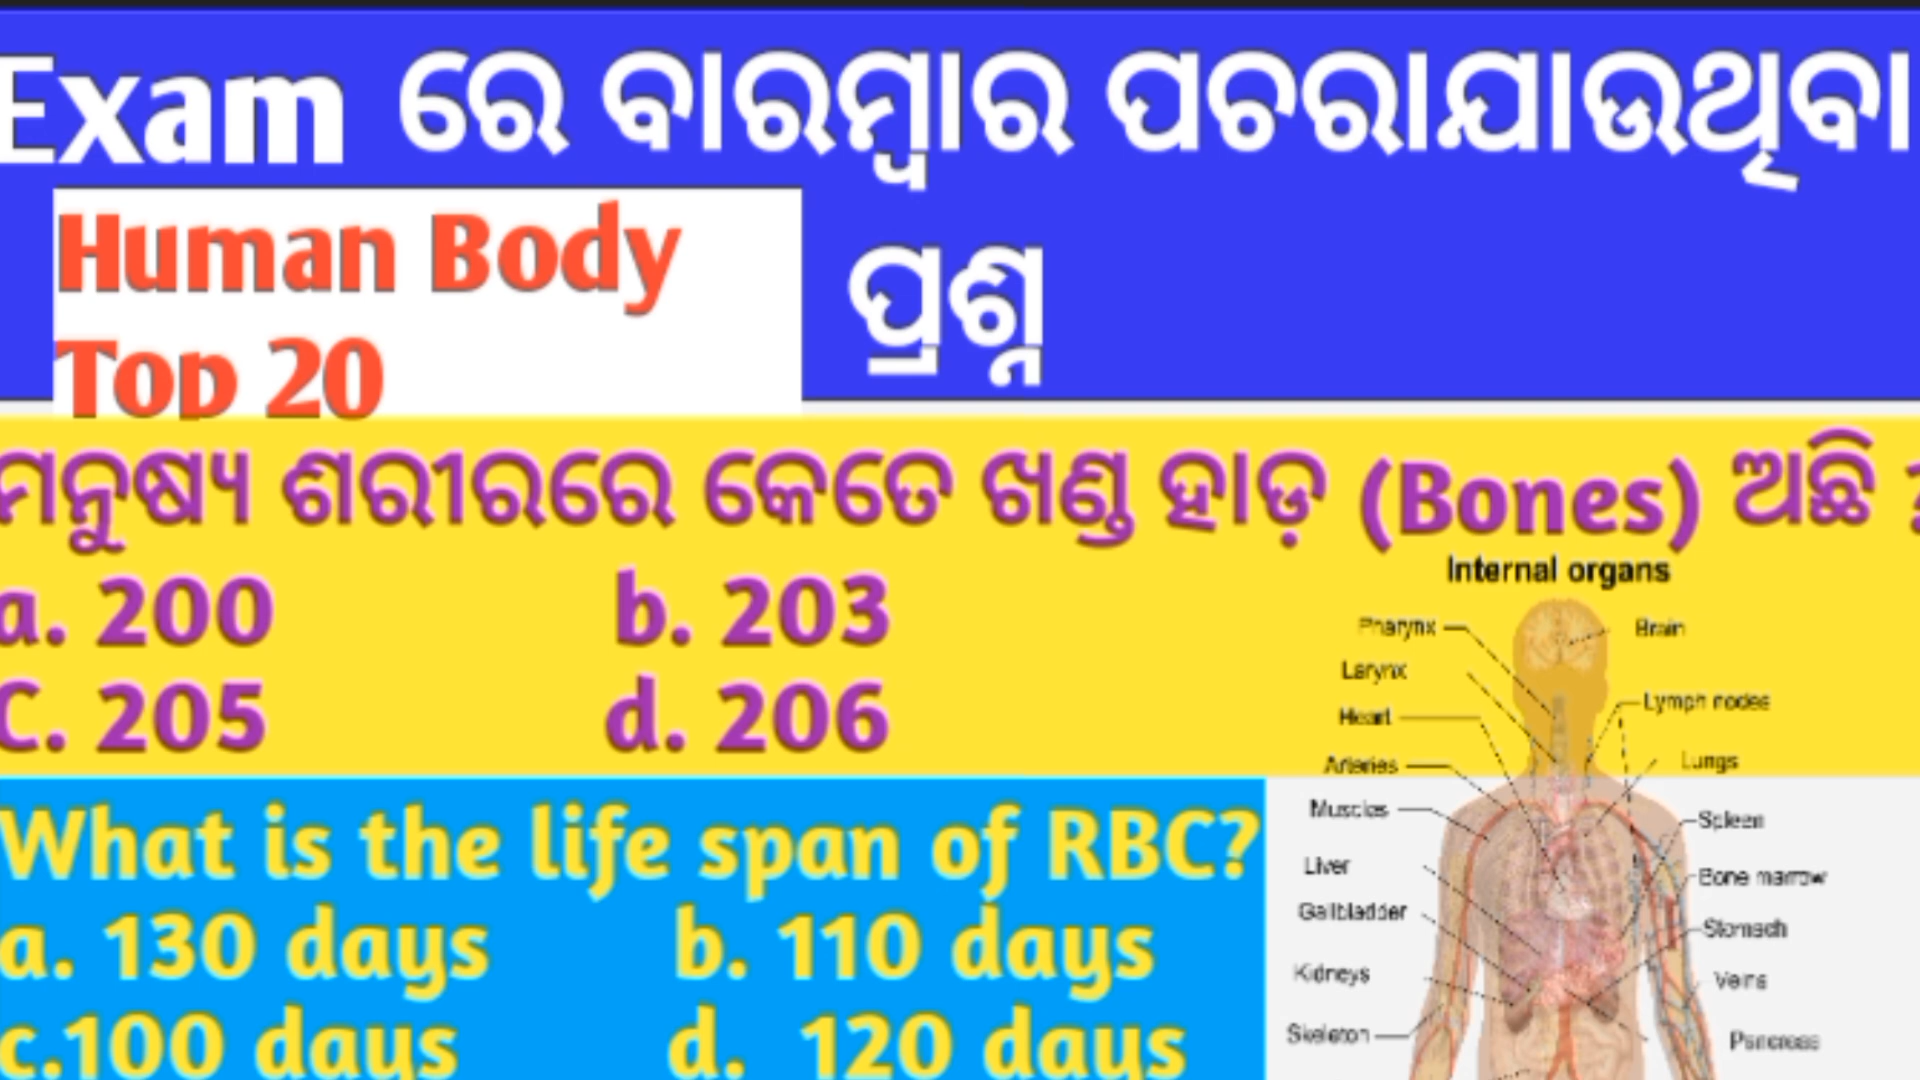 Exam ରେ ବାରମ୍ବାର ପଚରାଯାଉଥିବା
Human Body
Top 20
ପ୍ରଶ୍ନ
ମନୁଷ୍ୟ ଶରୀରରେ କେତେ ଖଣ୍ଡ ହାଡ଼ (Bones) ଅଛି ?
a. 200 b. 203
C. 205 d. 206
What is the life span of RBC?
a. 130 days b. 110 days
c.100 days d. 120 days
Internal organs
Pharynx
Brain
Larynx
Lymph nodes
Heart
Arteries
Lungs
Muscles
Spleen
Liver
Bone marrow
Gallbladder
Stomach
Kidneys
Veins
Skeleton
Pancreas